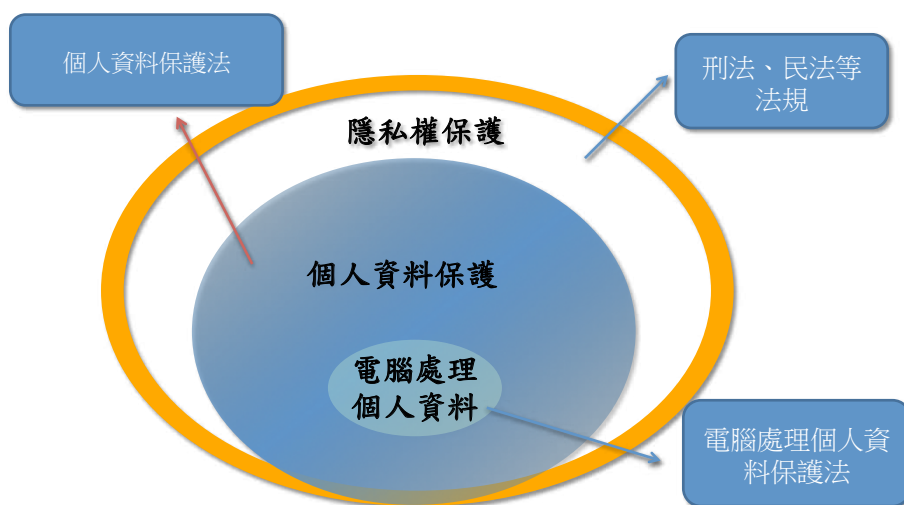 個人資料保護法
刑法、民法等
法規
隱私權保護
個人資料保護
電腦處理
個人資料
電腦處理個人資
料保護法